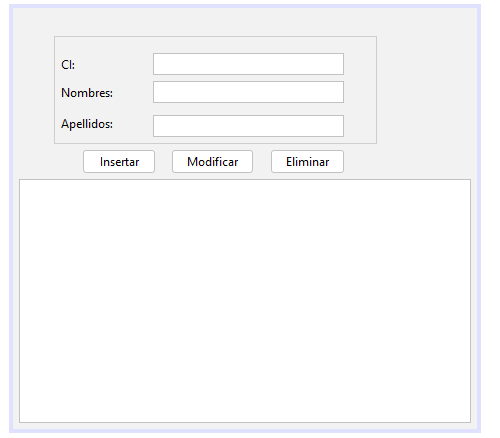 CI:
Nombres:
Apellidos:
Insertar Modificar Eliminar